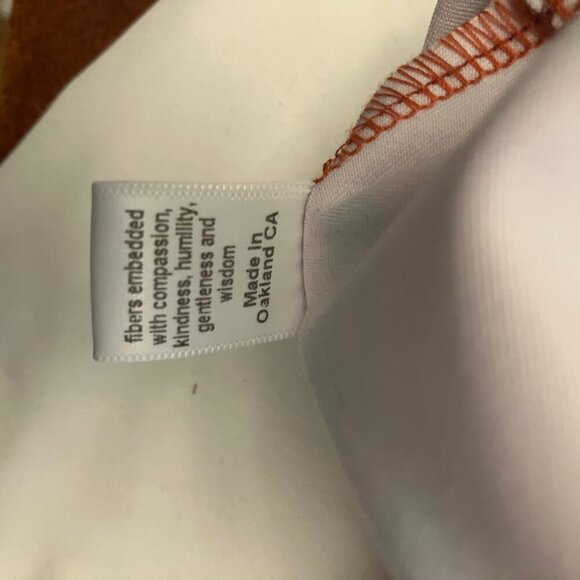 fibers embedded
with compassion,
kindness, humility,
gentleness and
wisdom
Made in
Oakland CA